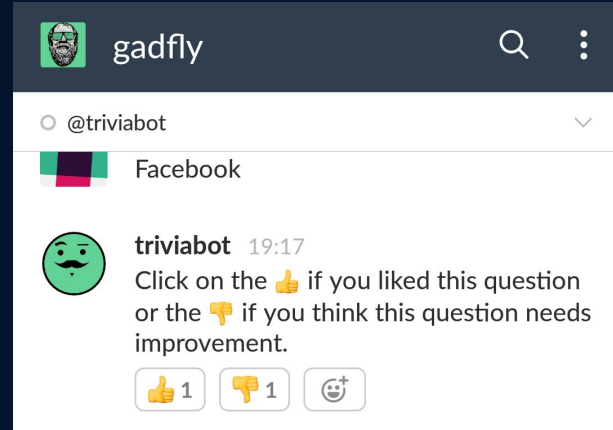 gadfly
@triviabot
Facebook
triviabot 19:17
Click on the 👍 if you liked this question
or the 👎 if you think this question needs
improvement.
👍 1 👎 1